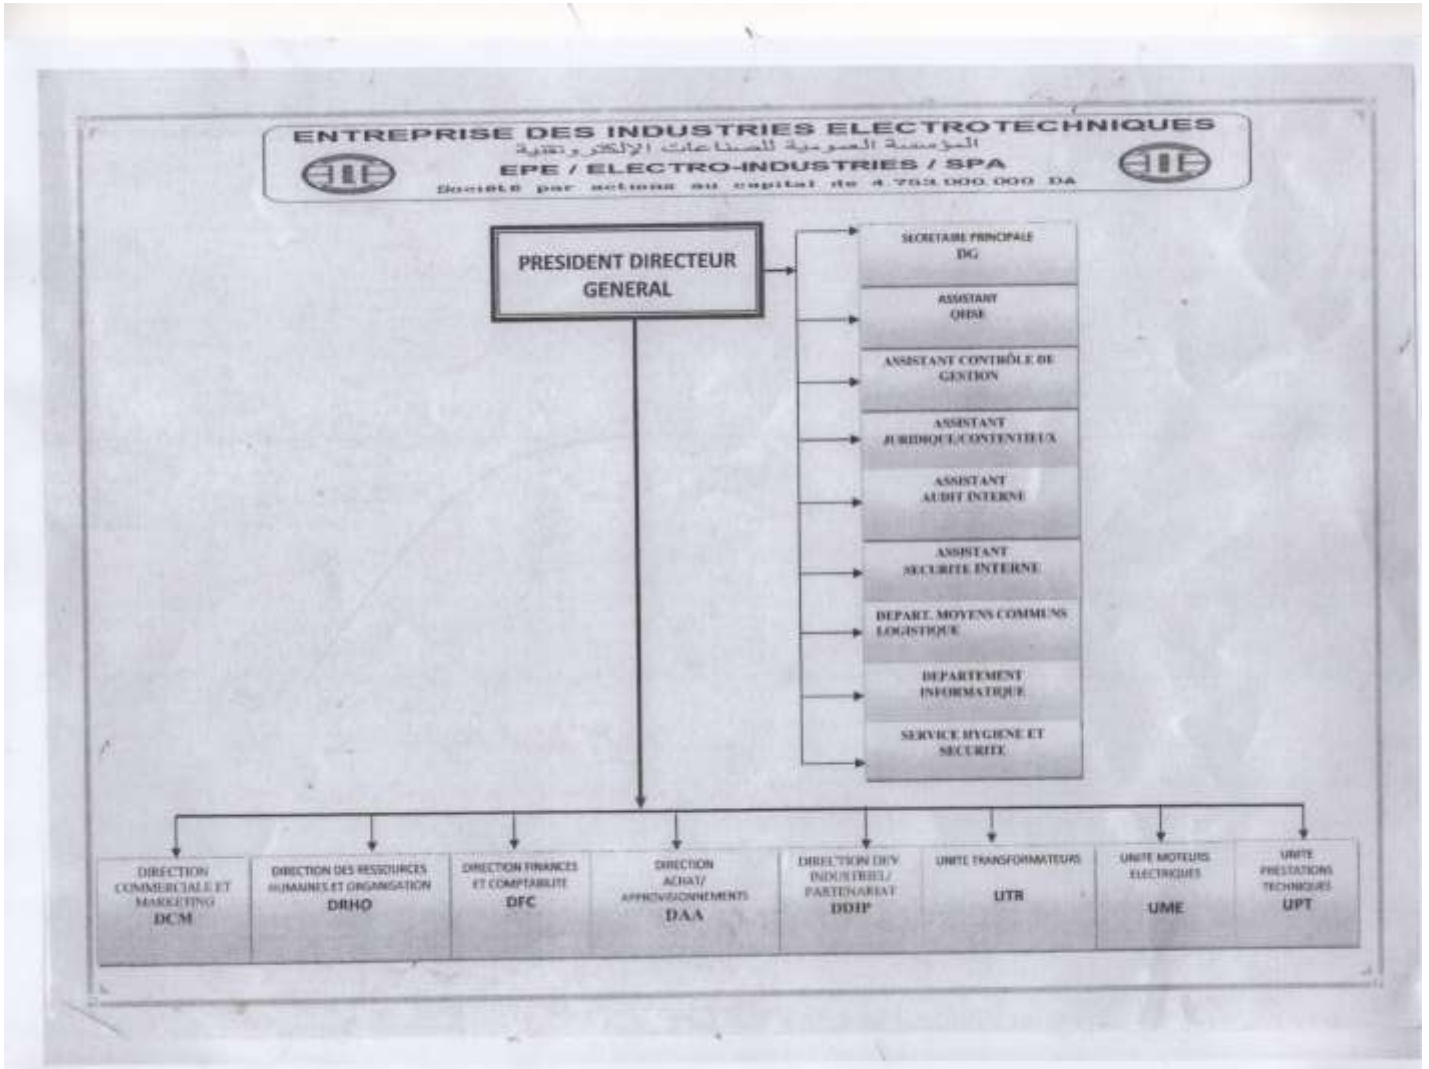 ENTREPRISE DES INDUSTRIES ELECTROTECHNIQUES
المؤسسة العمومية للصناعات الإلكتروتقنية
EPE / ELECTRO-INDUSTRIES / SPA
Société par actions au capital de 4.753.000.000 DA
PRESIDENT DIRECTEUR
GENERAL
SECRETAIRE PRINCIPALE
DG
ASSISTANT
QHSE
ASSISTANT CONTRÔLE DE
GESTION
ASSISTANT
JURIDIQUE/CONTENTIEUX
ASSISTANT
AUDIT INTERNE
ASSISTANT
SECURITE INTERNE
DEPART. MOYENS COMMUNS
LOGISTIQUE
DEPARTEMENT
INFORMATIQUE
SERVICE HYGIENE ET
SECURITE
DIRECTION
COMMERCIALE ET
MARKETING
DCM
DIRECTION DES RESSOURCES
HUMAINES ET ORGANISATION
DRHO
DIRECTION FINANCES
ET COMPTABILITE
DFC
DIRECTION
ACHAT/
APPROVISIONNEMENTS
DAA
DIRECTION DEV
INDUSTRIEL/
PARTENARIAT
DDIP
UNITE TRANSFORMATEURS
UTR
UNITE MOTEURS
ELECTRIQUES
UME
UNITE
PRESTATIONS
TECHNIQUES
UPT